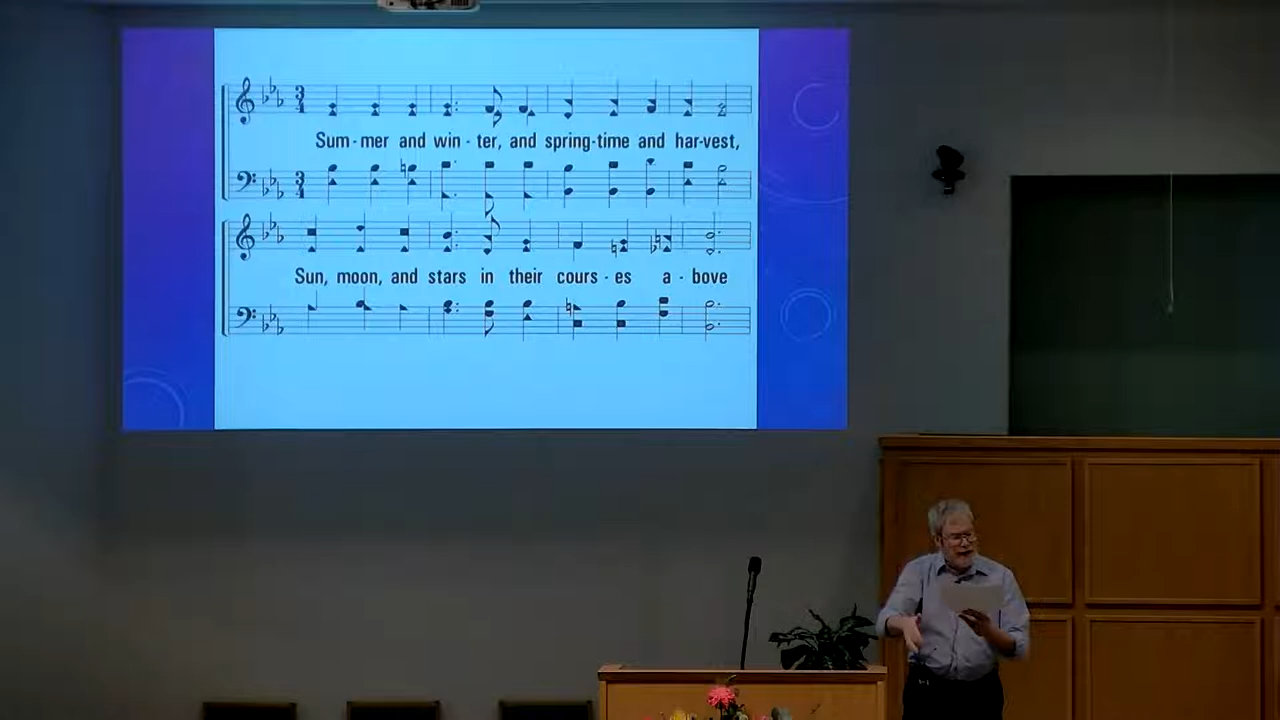 Sum - mer and win - ter, and spring - time and har - vest,
Sun, moon, and stars in their cours - es a - bove